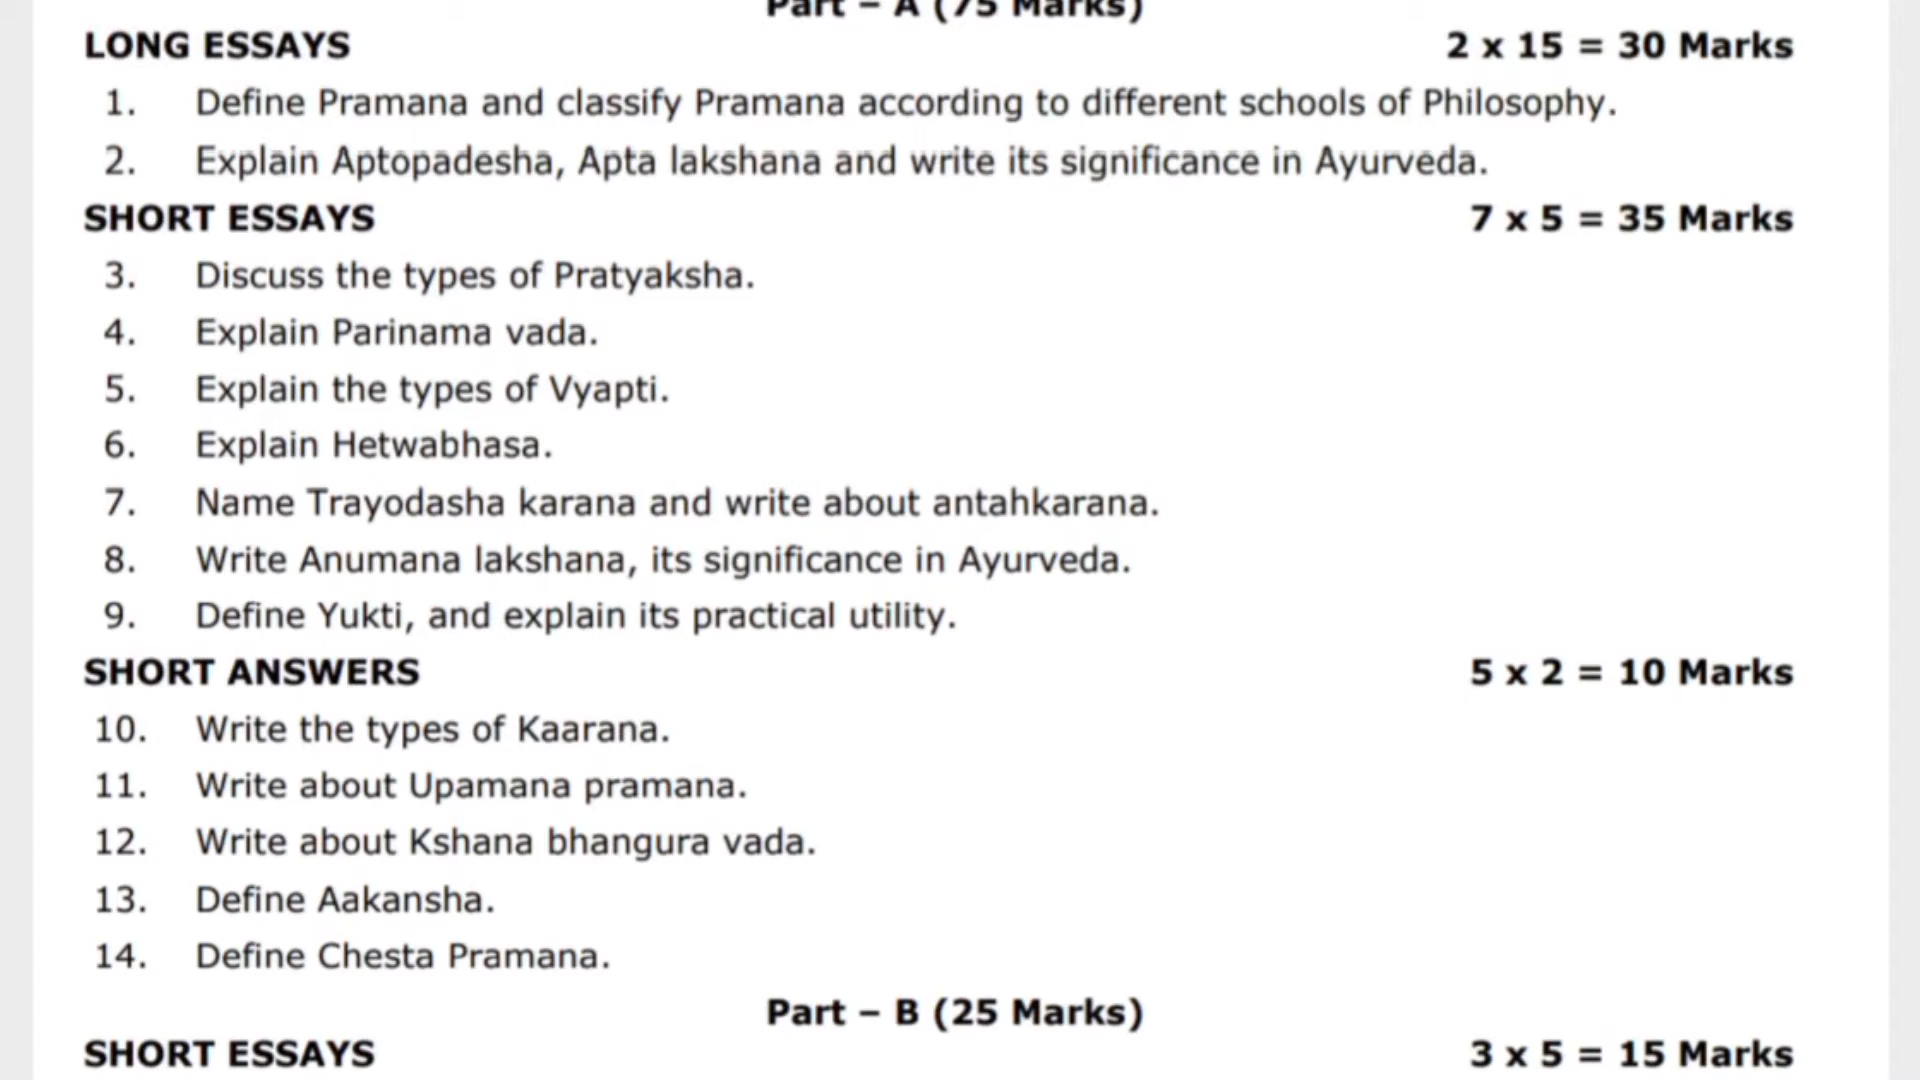 Part – A (75 Marks)
LONG ESSAYS 2 x 15 = 30 Marks
1. Define Pramana and classify Pramana according to different schools of Philosophy.
2. Explain Aptopadesha, Apta lakshana and write its significance in Ayurveda.
SHORT ESSAYS 7 x 5 = 35 Marks
3. Discuss the types of Pratyaksha.
4. Explain Parinama vada.
5. Explain the types of Vyapti.
6. Explain Hetwabhasa.
7. Name Trayodasha karana and write about antahkarana.
8. Write Anumana lakshana, its significance in Ayurveda.
9. Define Yukti, and explain its practical utility.
SHORT ANSWERS 5 x 2 = 10 Marks
10. Write the types of Kaarana.
11. Write about Upamana pramana.
12. Write about Kshana bhangura vada.
13. Define Aakansha.
14. Define Chesta Pramana.
Part – B (25 Marks)
SHORT ESSAYS 3 x 5 = 15 Marks